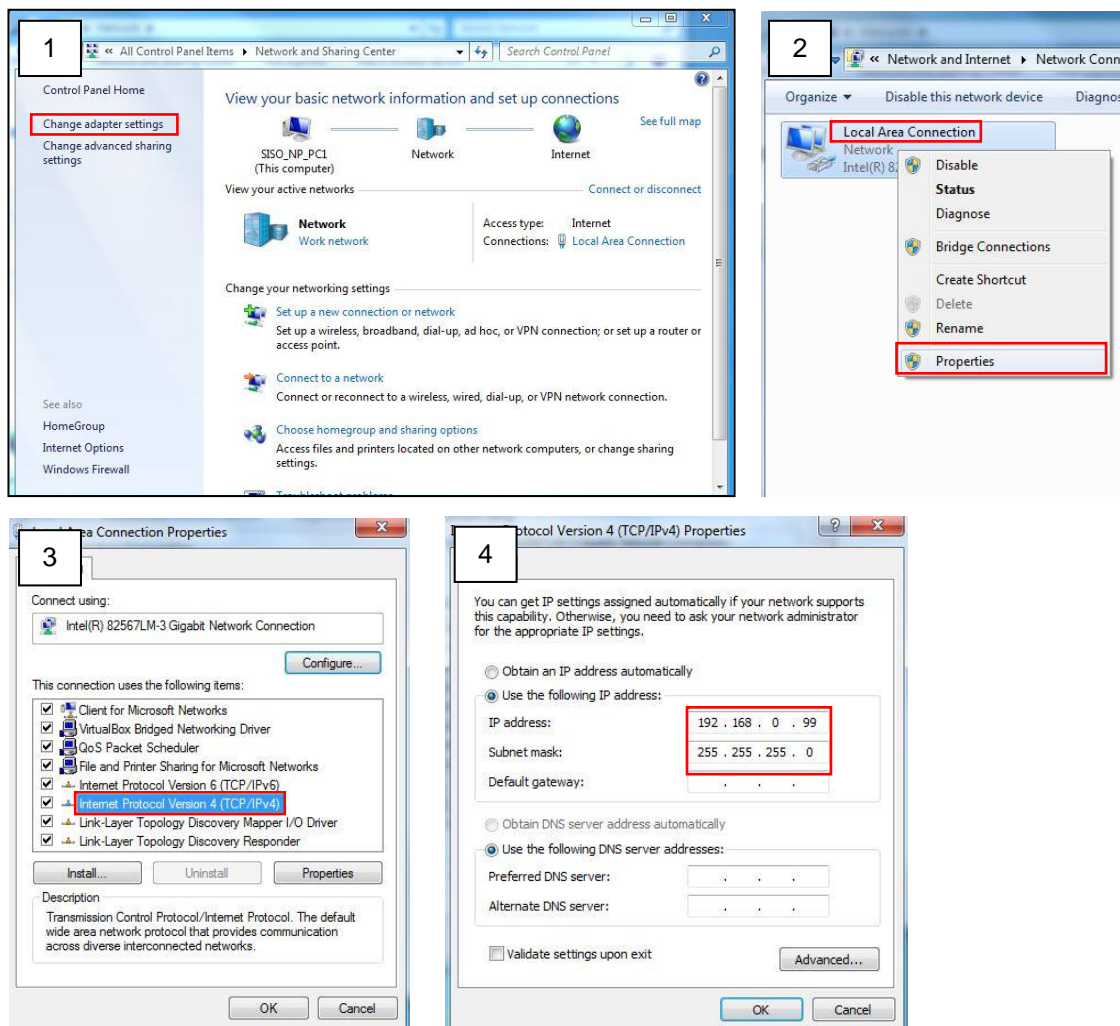 1
« All Control Panel Items ▸ Network and Sharing Center
Search Control Panel
Control Panel Home
Change adapter settings
Change advanced sharing
settings
See also
HomeGroup
Internet Options
Windows Firewall
View your basic network information and set up connections
See full map
SISO_NP_PC1
(This computer)
Network
Internet
View your active networks
Connect or disconnect
Network
Work network
Access type: Internet
Connections: Local Area Connection
Change your networking settings
Set up a new connection or network
Set up a wireless, broadband, dial-up, ad hoc, or VPN connection; or set up a router or
access point.
Connect to a network
Connect or reconnect to a wireless, wired, dial-up, or VPN network connection.
Choose homegroup and sharing options
Access files and printers located on other network computers, or change sharing
settings.
2
« Network and Internet ▸ Network Conn
Organize Disable this network device Diagnos
Local Area Connection
Network
Intel(R) 8
Disable
Status
Diagnose
Bridge Connections
Create Shortcut
Delete
Rename
Properties
3
ea Connection Properties
Connect using:
Intel(R) 82567LM-3 Gigabit Network Connection
Configure...
This connection uses the following items:
Client for Microsoft Networks
VirtualBox Bridged Networking Driver
QoS Packet Scheduler
File and Printer Sharing for Microsoft Networks
Internet Protocol Version 6 (TCP/IPv6)
Internet Protocol Version 4 (TCP/IPv4)
Link-Layer Topology Discovery Mapper I/O Driver
Link-Layer Topology Discovery Responder
Install... Uninstall Properties
Description
Transmission Control Protocol/Internet Protocol. The default
wide area network protocol that provides communication
across diverse interconnected networks.
OK Cancel
4
otocol Version 4 (TCP/IPv4) Properties
You can get IP settings assigned automatically if your network supports
this capability. Otherwise, you need to ask your network administrator
for the appropriate IP settings.
Obtain an IP address automatically
Use the following IP address:
IP address: 192 . 168 . 0 . 99
Subnet mask: 255 . 255 . 255 . 0
Default gateway: . . .
Obtain DNS server address automatically
Use the following DNS server addresses:
Preferred DNS server: . . .
Alternate DNS server: . . .
Validate settings upon exit
Advanced...
OK Cancel